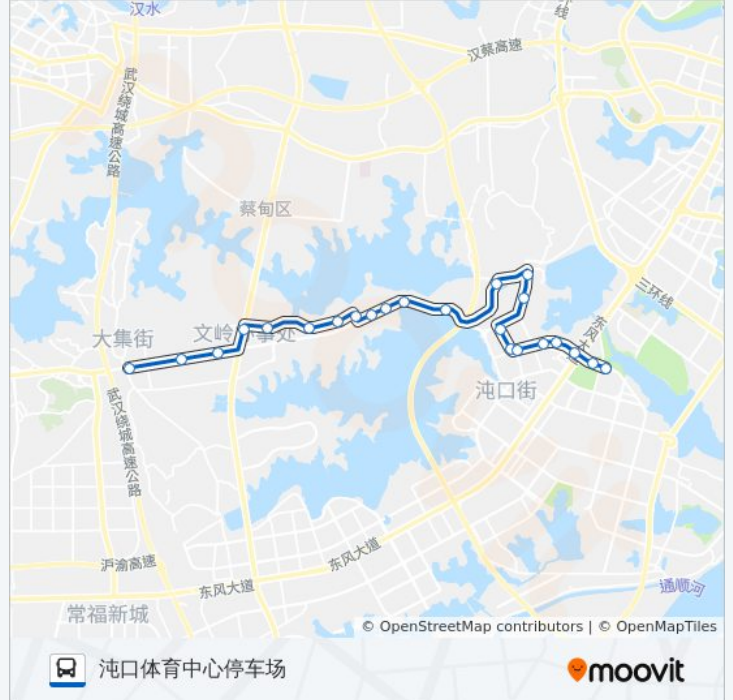 汉水
线
汉蔡高速
武汉绕城高速公路
蔡甸区
三环线
东风大
大集街
文岭
事处
沌口街
武汉绕城高速公路
东风大道
沪渝高速
东风大道
通顺河
常福新城
© OpenStreetMap contributors | © OpenMapTiles
沌口体育中心停车场
moovit